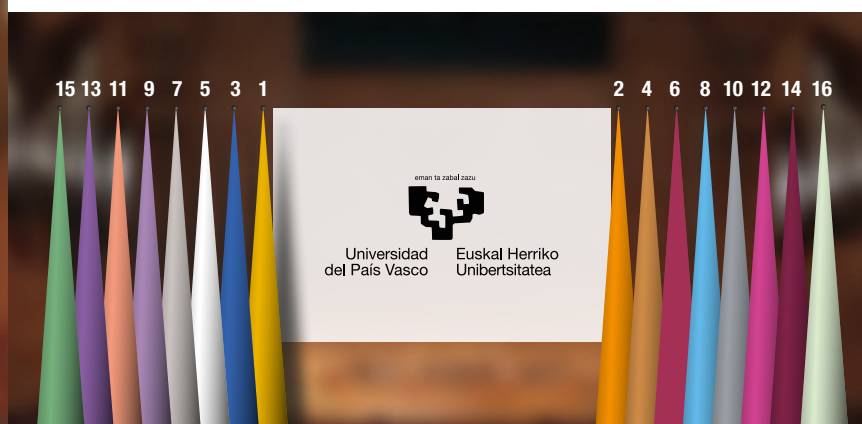 15 13 11 9 7 5 3 1 2 4 6 8 10 12 14 16
eman ta zabal zazu
Universidad
del País Vasco
Euskal Herriko
Unibertsitatea